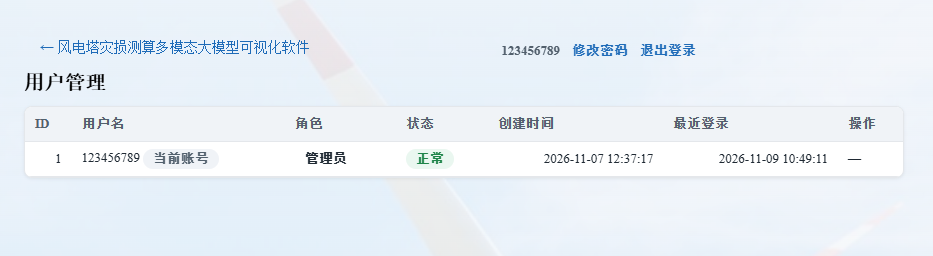 ← 风电塔灾损测算多模态大模型可视化软件 123456789 修改密码 退出登录
用户管理
ID 用户名 角色 状态 创建时间 最近登录 操作
1 123456789 当前账号 管理员 正常 2026-11-07 12:37:17 2026-11-09 10:49:11 —